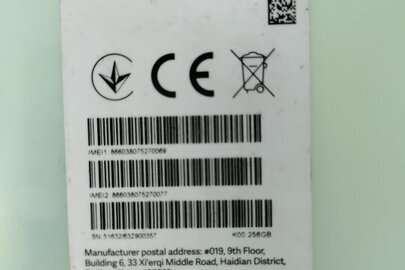 CE
IMEI1 866038075270069
IMEI2 866038075270077
SN 51632/63Z900357 K00 256GB
Manufacturer postal address: #019, 9th Floor,
Building 6, 33 Xi'erqi Middle Road, Haidian District,